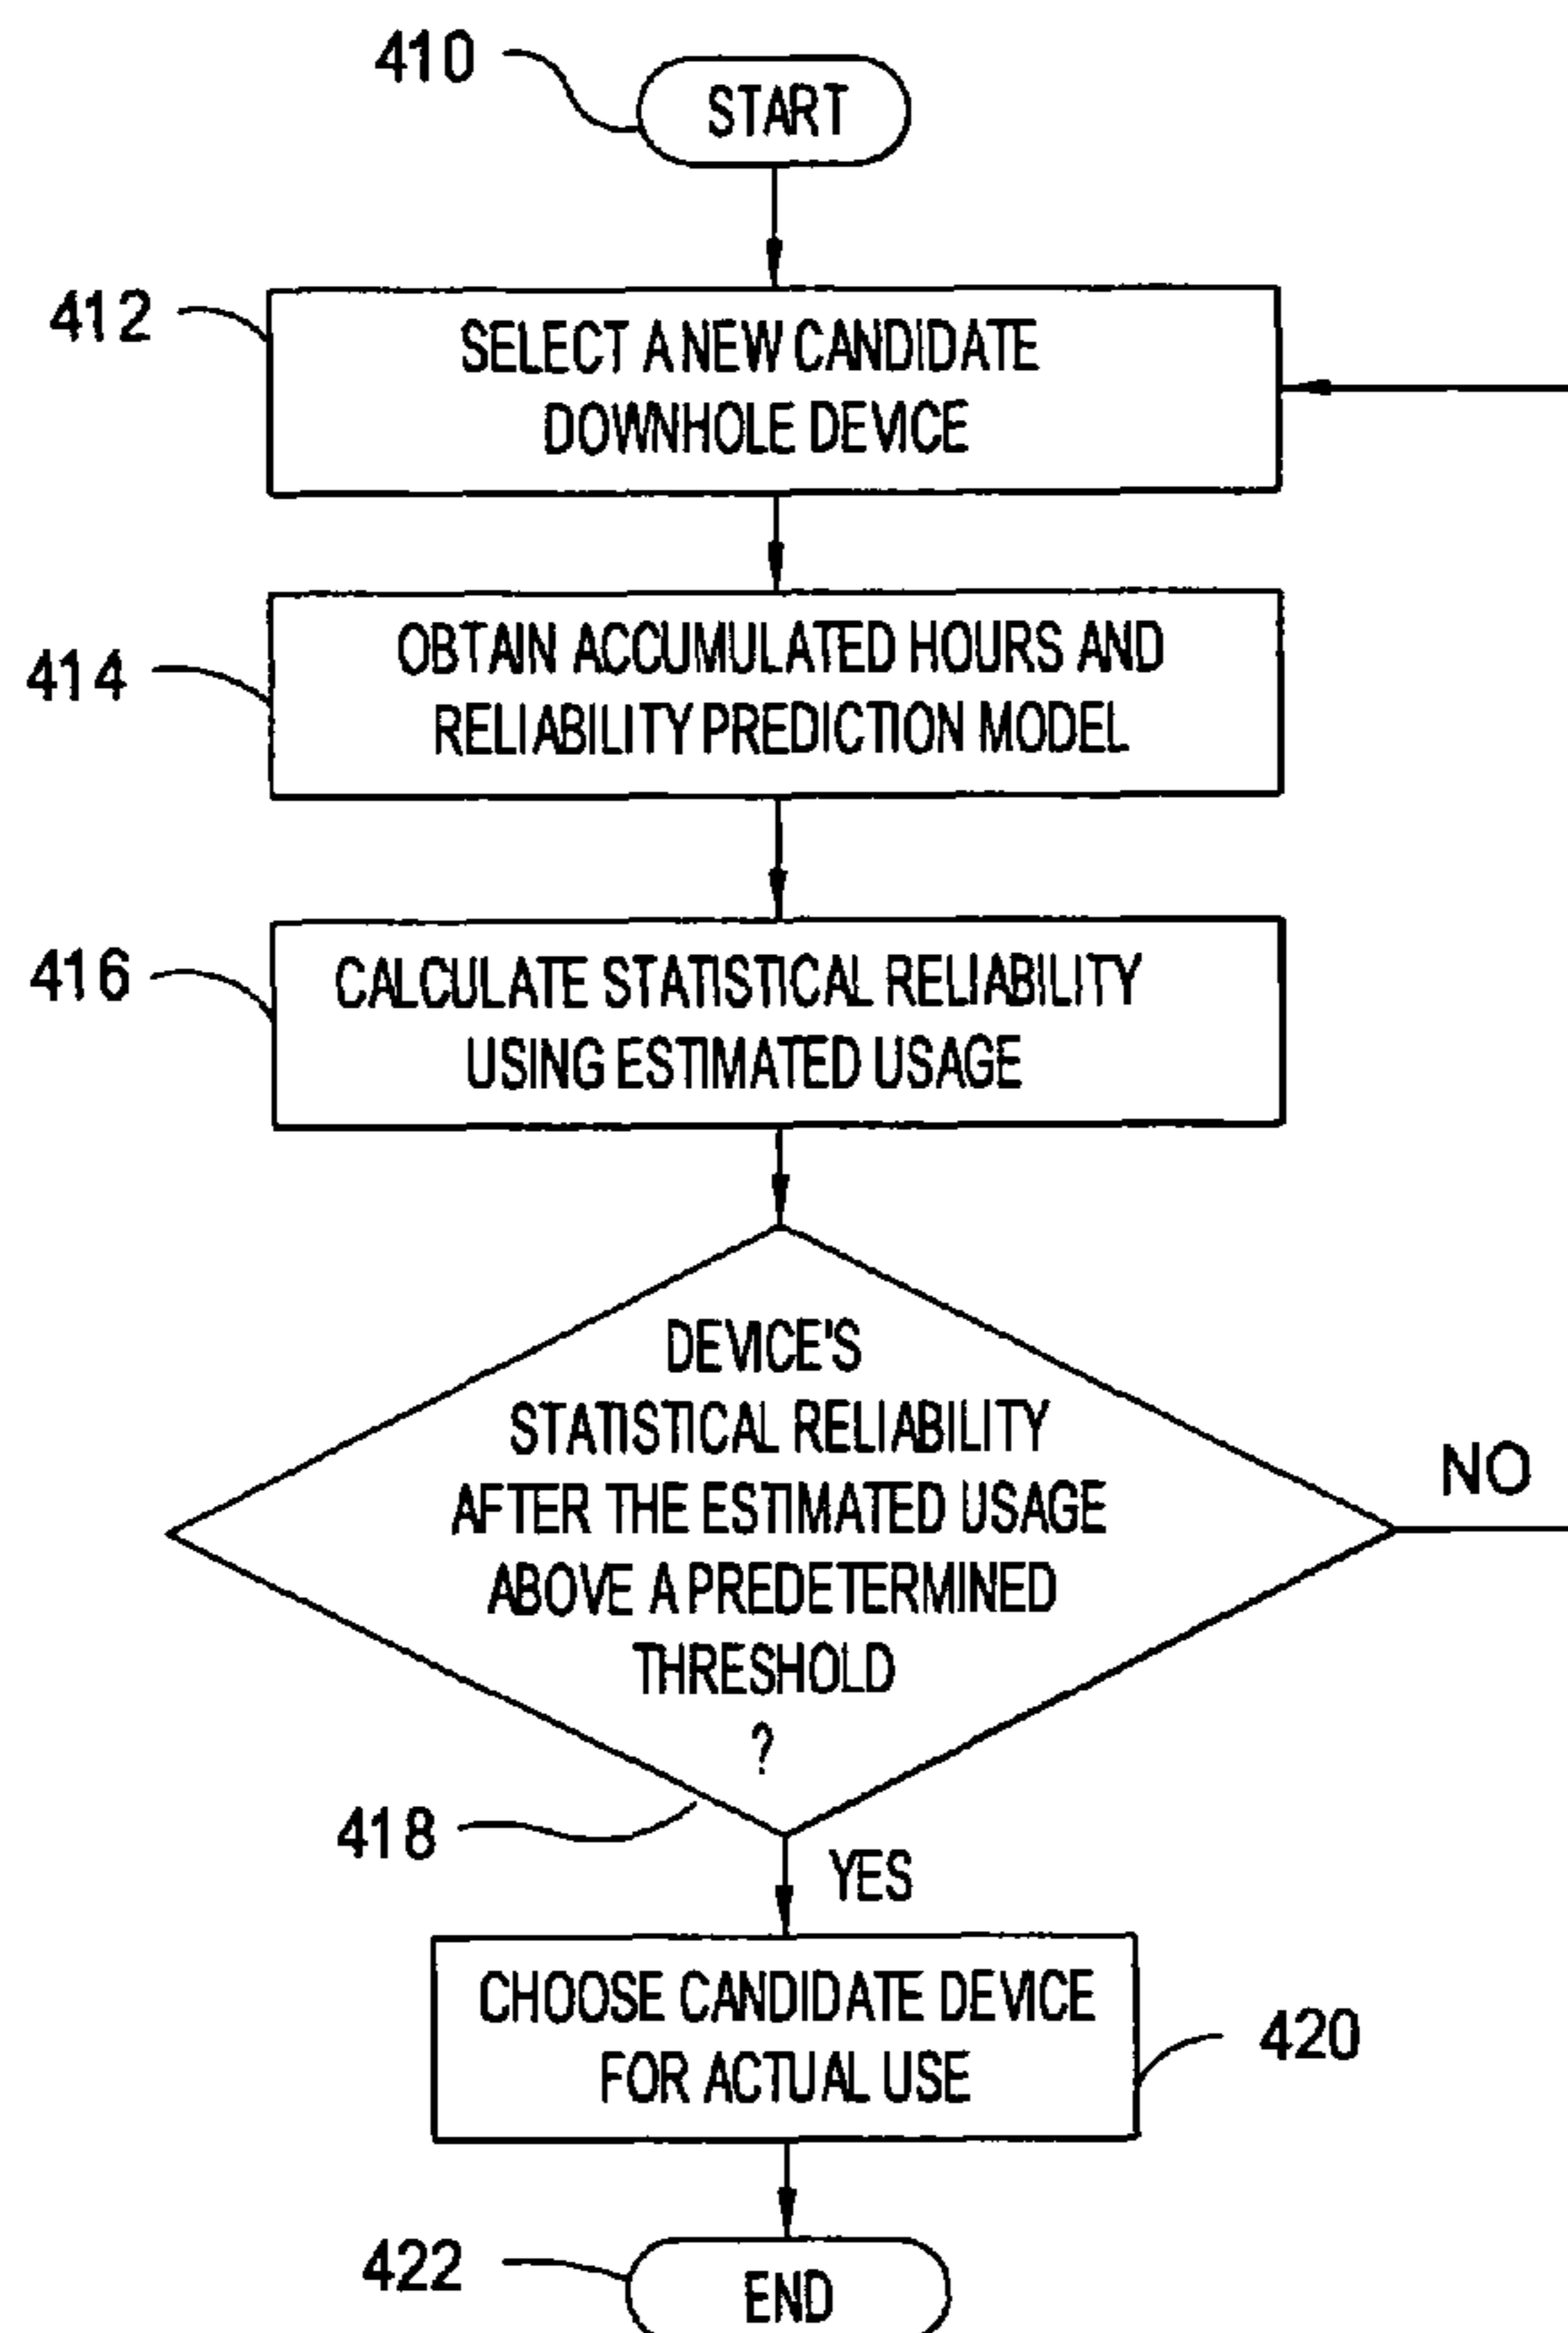 410
START
412
SELECT A NEW CANDIDATE
DOWNHOLE DEVICE
414
OBTAIN ACCUMULATED HOURS AND
RELIABILITY PREDICTION MODEL
416
CALCULATE STATISTICAL RELIABILITY
USING ESTIMATED USAGE
DEVICE'S
STATISTICAL RELIABILITY
AFTER THE ESTIMATED USAGE
ABOVE A PREDETERMINED
THRESHOLD
?
NO
418
YES
CHOOSE CANDIDATE DEVICE
FOR ACTUAL USE
420
422
END